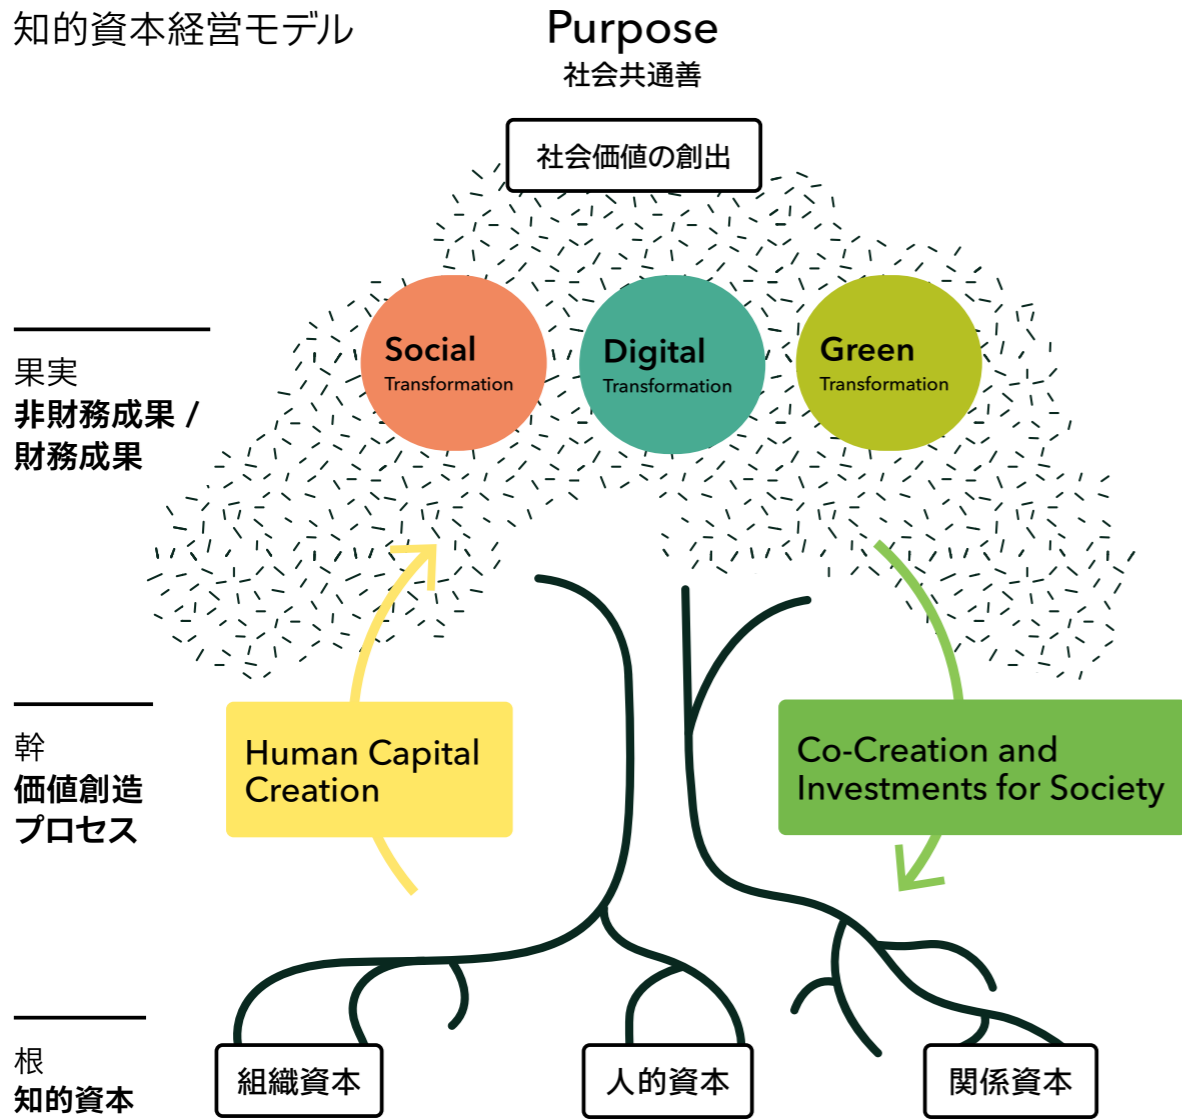 知的資本経営モデル
Purpose
社会共通善
社会価値の創出
Social
Transformation
Digital
Transformation
Green
Transformation
果実
非財務成果 /
財務成果
幹
価値創造
プロセス
Human Capital
Creation
Co-Creation and
Investments for Society
根
知的資本
組織資本
人的資本
関係資本